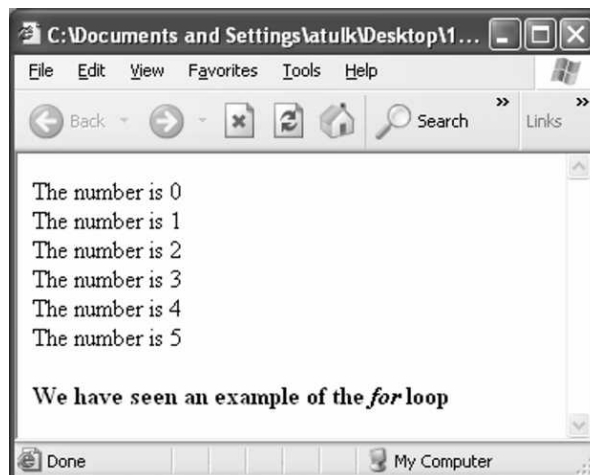 C:\Documents and Settings\atulk\Desktop\1...
File Edit View Favorites Tools Help
Back Search » Links »
The number is 0
The number is 1
The number is 2
The number is 3
The number is 4
The number is 5
We have seen an example of the for loop
Done My Computer